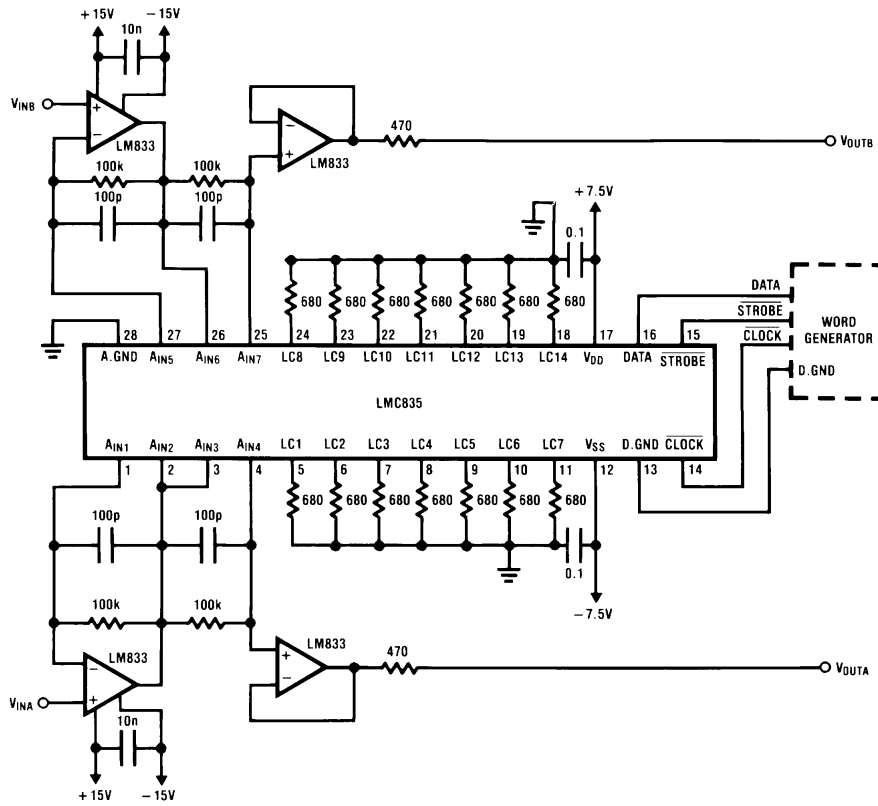 +15V −15V
10n
VINB
+
−
LM833
100k 100k
100p 100p
−
+
LM833
470
VOUTB
+7.5V
0.1
680 680 680 680 680 680 680
DATA
STROBE
CLOCK
D.GND
WORD
GENERATOR
28 27 26 25 24 23 22 21 20 19 18 17 16 15
A.GND AIN5 AIN6 AIN7 LC8 LC9 LC10 LC11 LC12 LC13 LC14 VDD DATA STROBE
LMC835
AIN1 AIN2 AIN3 AIN4 LC1 LC2 LC3 LC4 LC5 LC6 LC7 VSS D.GND CLOCK
1 2 3 4 5 6 7 8 9 10 11 12 13 14
680 680 680 680 680 680 680
100p 100p
0.1
−7.5V
100k 100k
LM833
−
+
VINA
10n
+15V −15V
LM833
+
−
470
VOUTA